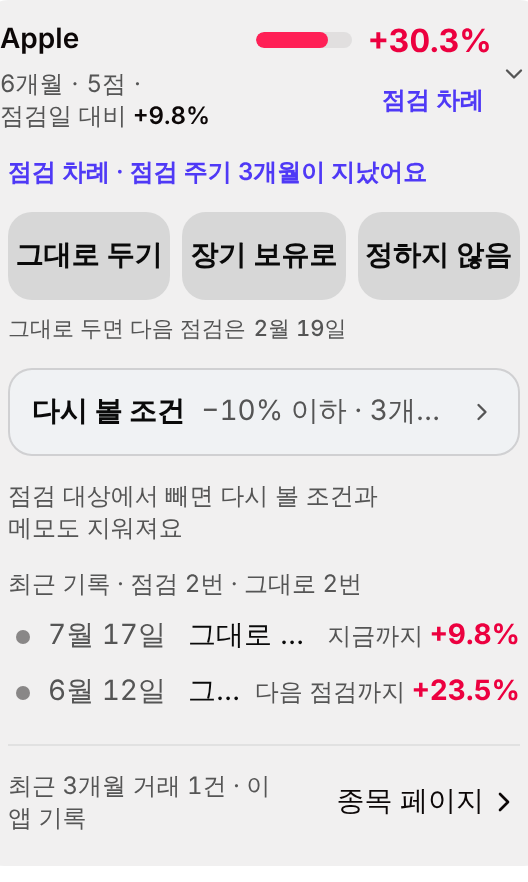 Apple
+30.3%
6개월 · 5점 ·
점검일 대비 +9.8%
점검 차례
점검 차례 · 점검 주기 3개월이 지났어요
그대로 두기
장기 보유로
정하지 않음
그대로 두면 다음 점검은 2월 19일
다시 볼 조건 −10% 이하 · 3개...
점검 대상에서 빼면 다시 볼 조건과
메모도 지워져요
최근 기록 · 점검 2번 · 그대로 2번
7월 17일 그대로 ... 지금까지 +9.8%
6월 12일 그... 다음 점검까지 +23.5%
최근 3개월 거래 1건 · 이
앱 기록
종목 페이지